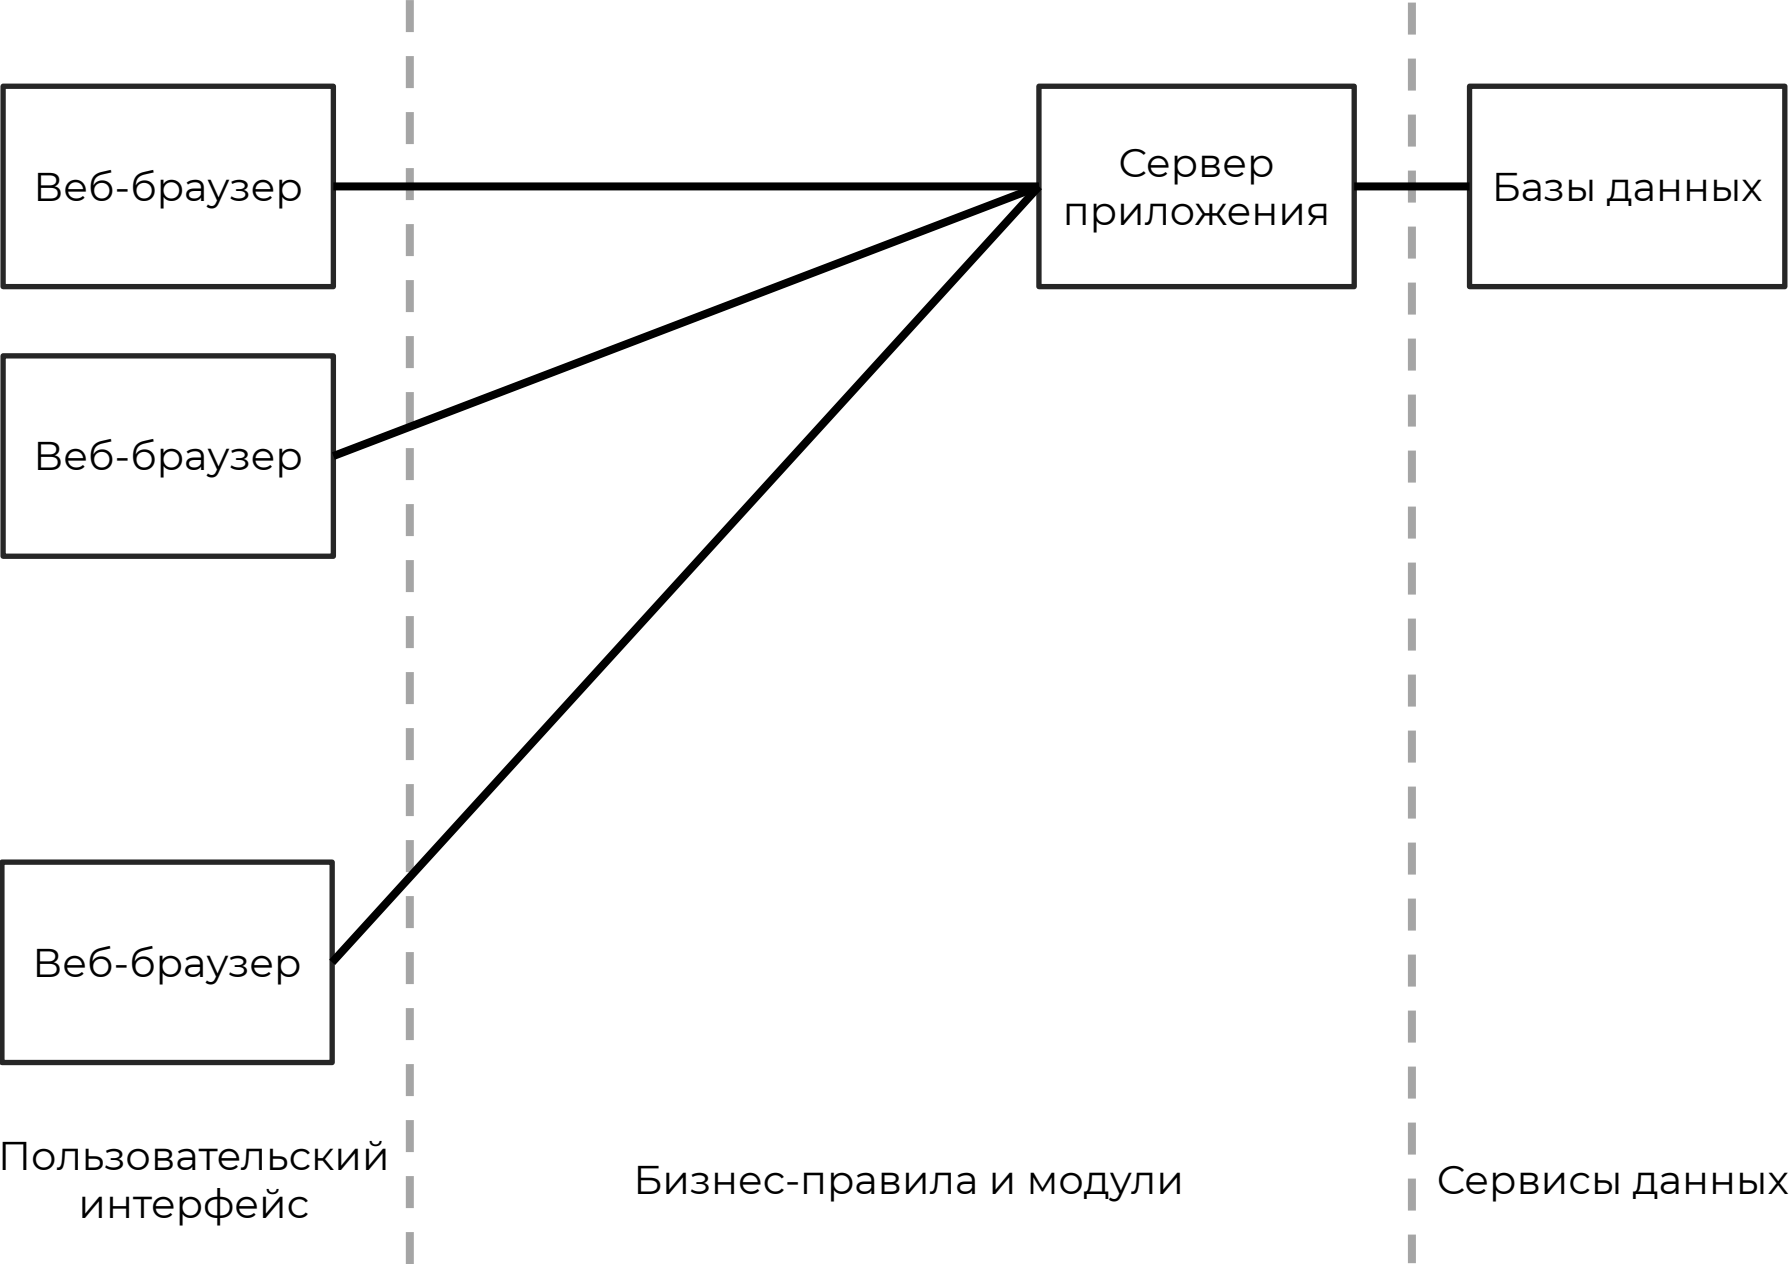 Веб-браузер
Сервер
приложения
Базы данных
Веб-браузер
Веб-браузер
Пользовательский
интерфейс
Бизнес-правила и модули
Сервисы данных